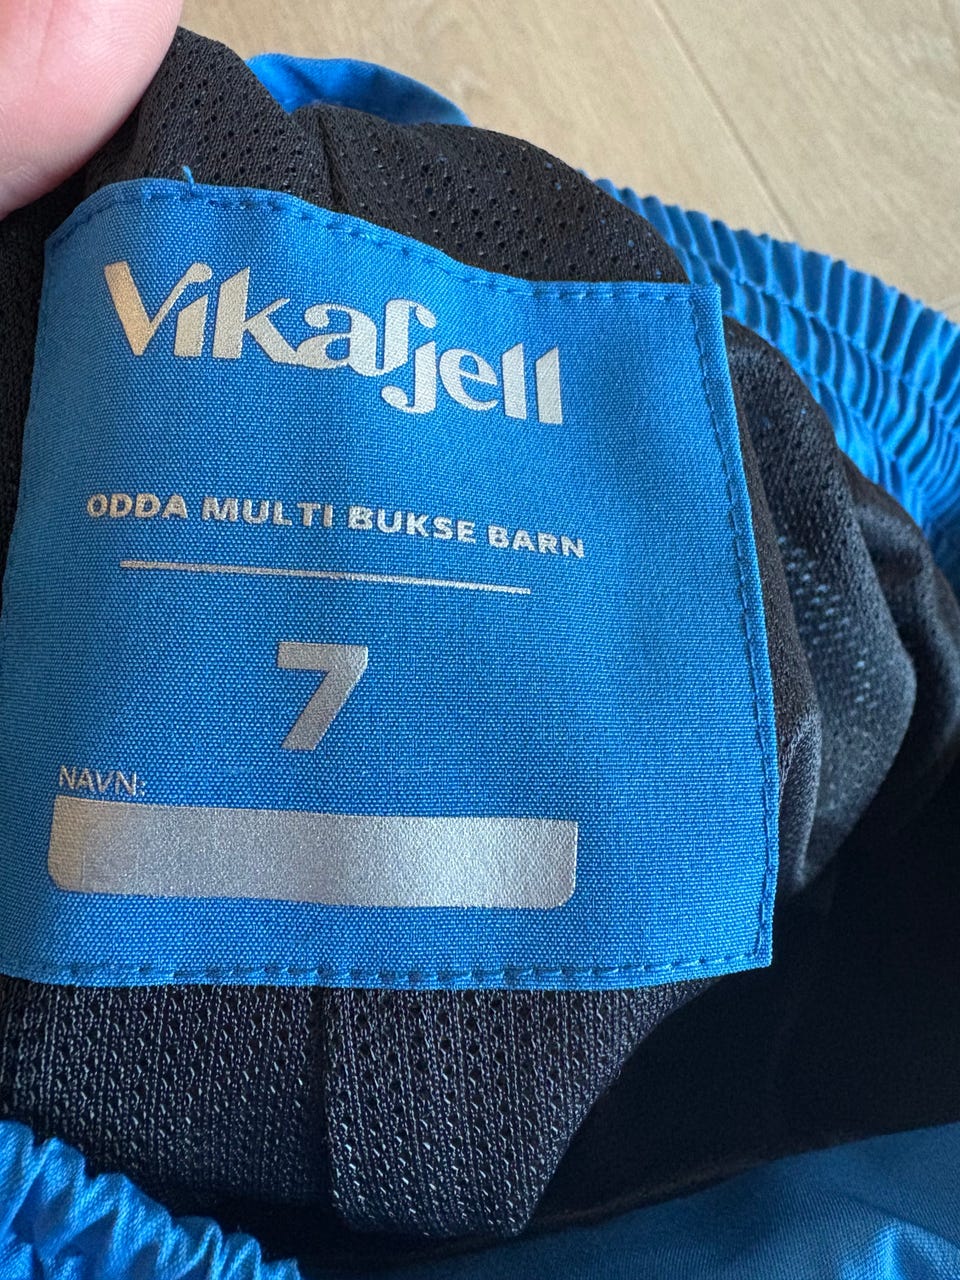 Vikafjell
ODDA MULTI BUKSE BARN
7
NAVN: